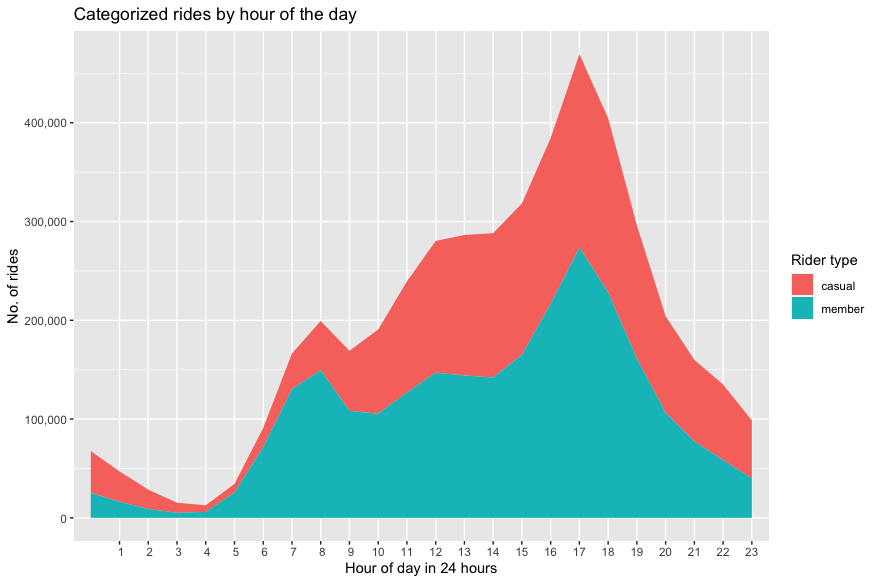 Categorized rides by hour of the day
No. of rides
400,000
300,000
200,000
100,000
0
1 2 3 4 5 6 7 8 9 10 11 12 13 14 15 16 17 18 19 20 21 22 23
Hour of day in 24 hours
Rider type
casual
member